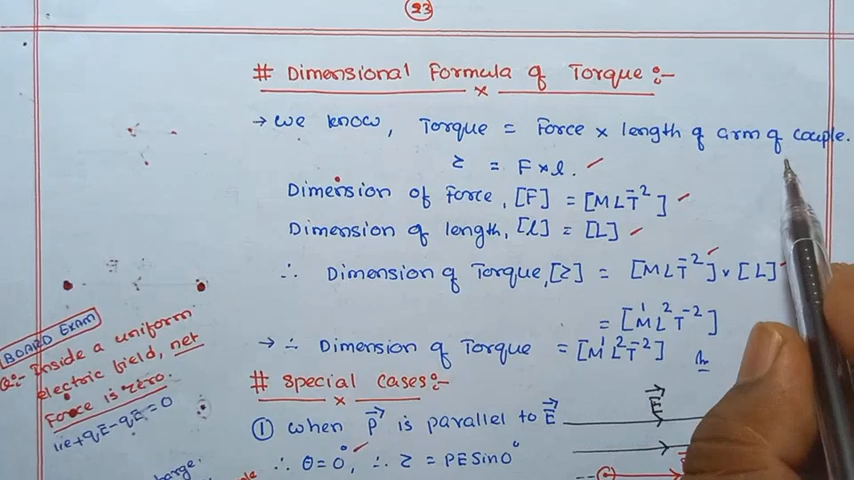 23
# Dimensional Formula of Torque:-
→ We know, Torque = Force × length of arm of couple.
τ = F×l.
Dimension of Force, [F] = [MLT⁻²]
Dimension of length, [l] = [L]
∴ Dimension of Torque, [τ] = [MLT⁻²] × [L]
= [M¹L²T⁻²]
→ ∴ Dimension of Torque = [M¹L²T⁻²]
BOARD EXAM
Q:- Inside a uniform
electric field, net
Force is zero.
i.e +qE-qE=0
# Special Cases:-
① When P⃗ is parallel to E⃗
E⃗
∴ θ=0°, ∴ τ = PESin0°
charge.